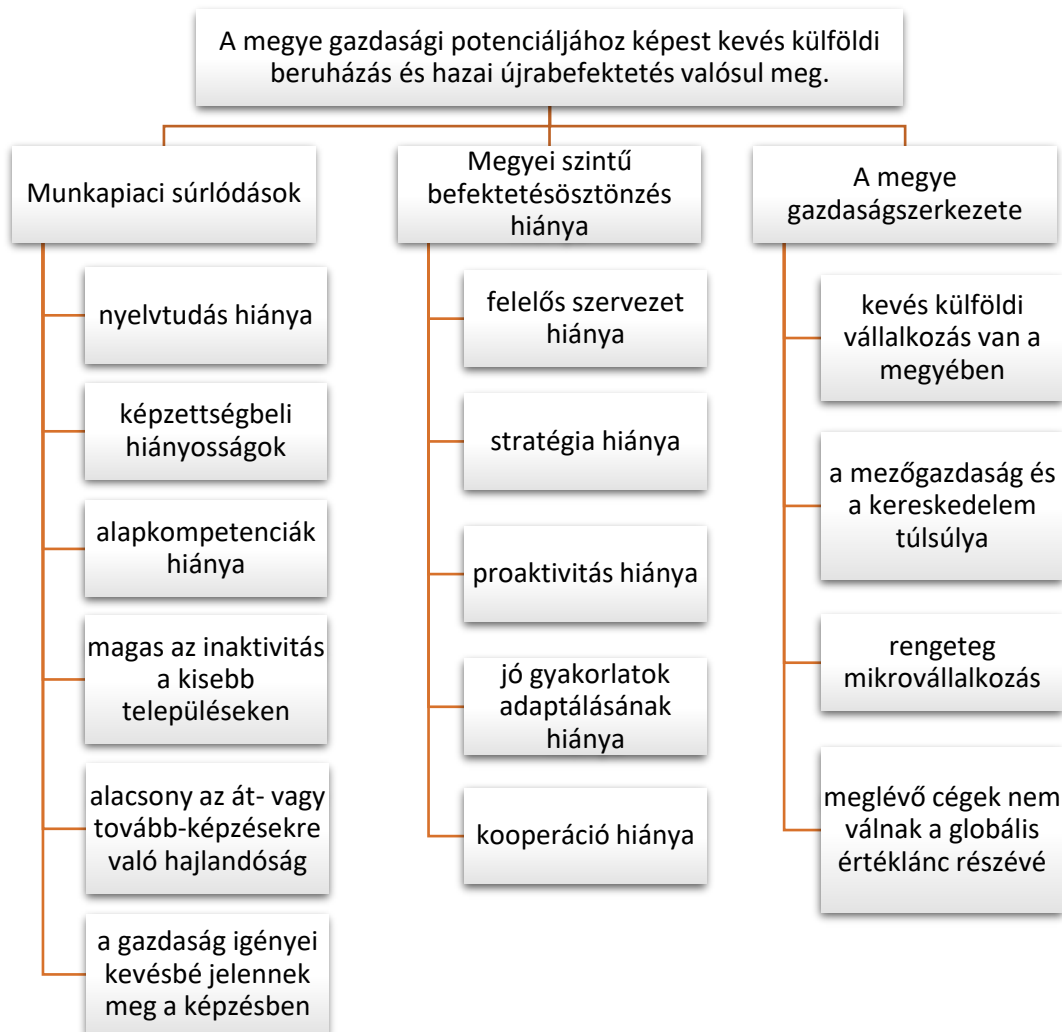 A megye gazdasági potenciáljához képest kevés külföldi
beruházás és hazai újrabefektetés valósul meg.
Munkapiaci súrlódások
nyelvtudás hiánya
képzettségbeli
hiányosságok
alapkompetenciák
hiánya
magas az inaktivitás
a kisebb
településeken
alacsony az át- vagy
tovább-képzésekre
való hajlandóság
a gazdaság igényei
kevésbé jelennek
meg a képzésben
Megyei szintű
befektetésösztönzés
hiánya
felelős szervezet
hiánya
stratégia hiánya
proaktivitás hiánya
jó gyakorlatok
adaptálásának
hiánya
kooperáció hiánya
A megye
gazdaságszerkezete
kevés külföldi
vállalkozás van a
megyében
a mezőgazdaság és
a kereskedelem
túlsúlya
rengeteg
mikrovállalkozás
meglévő cégek nem
válnak a globális
értéklánc részévé